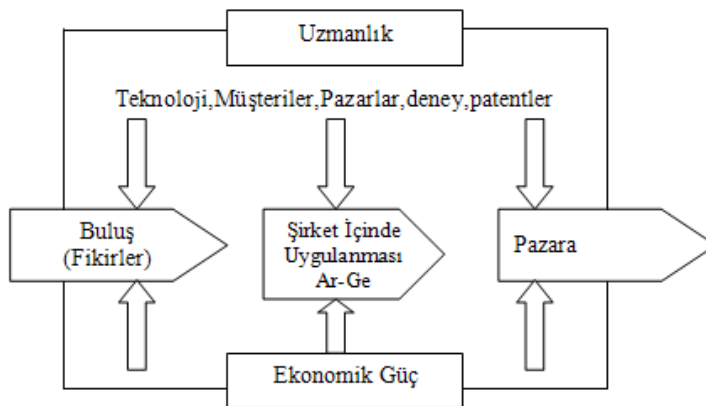 Uzmanlık
Teknoloji,Müşteriler,Pazarlar,deney,patentler
Buluş
(Fikirler)
Şirket İçinde
Uygulanması
Ar-Ge
Pazara
Ekonomik Güç